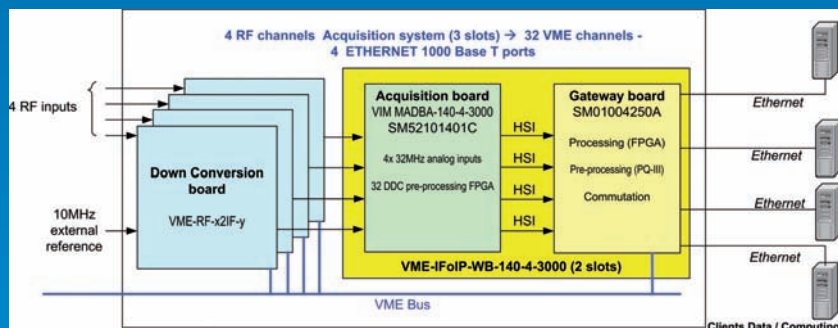 4 RF channels Acquisition system (3 slots) → 32 VME channels -
4 ETHERNET 1000 Base T ports
4 RF inputs
10MHz
external
reference
Down Conversion
board
VME-RF-x2IF-y
Acquisition board
VIM MADBA-140-4-3000
SM52101401C
4x 32MHz analog inputs
32 DDC pre-processing FPGA
HSI
HSI
HSI
HSI
Gateway board
SM01004250A
Processing (FPGA)
Pre-processing (PQ-III)
Commutation
VME-IFoIP-WB-140-4-3000 (2 slots)
VME Bus
Ethernet
Ethernet
Ethernet
Ethernet
Clients Data / Computing